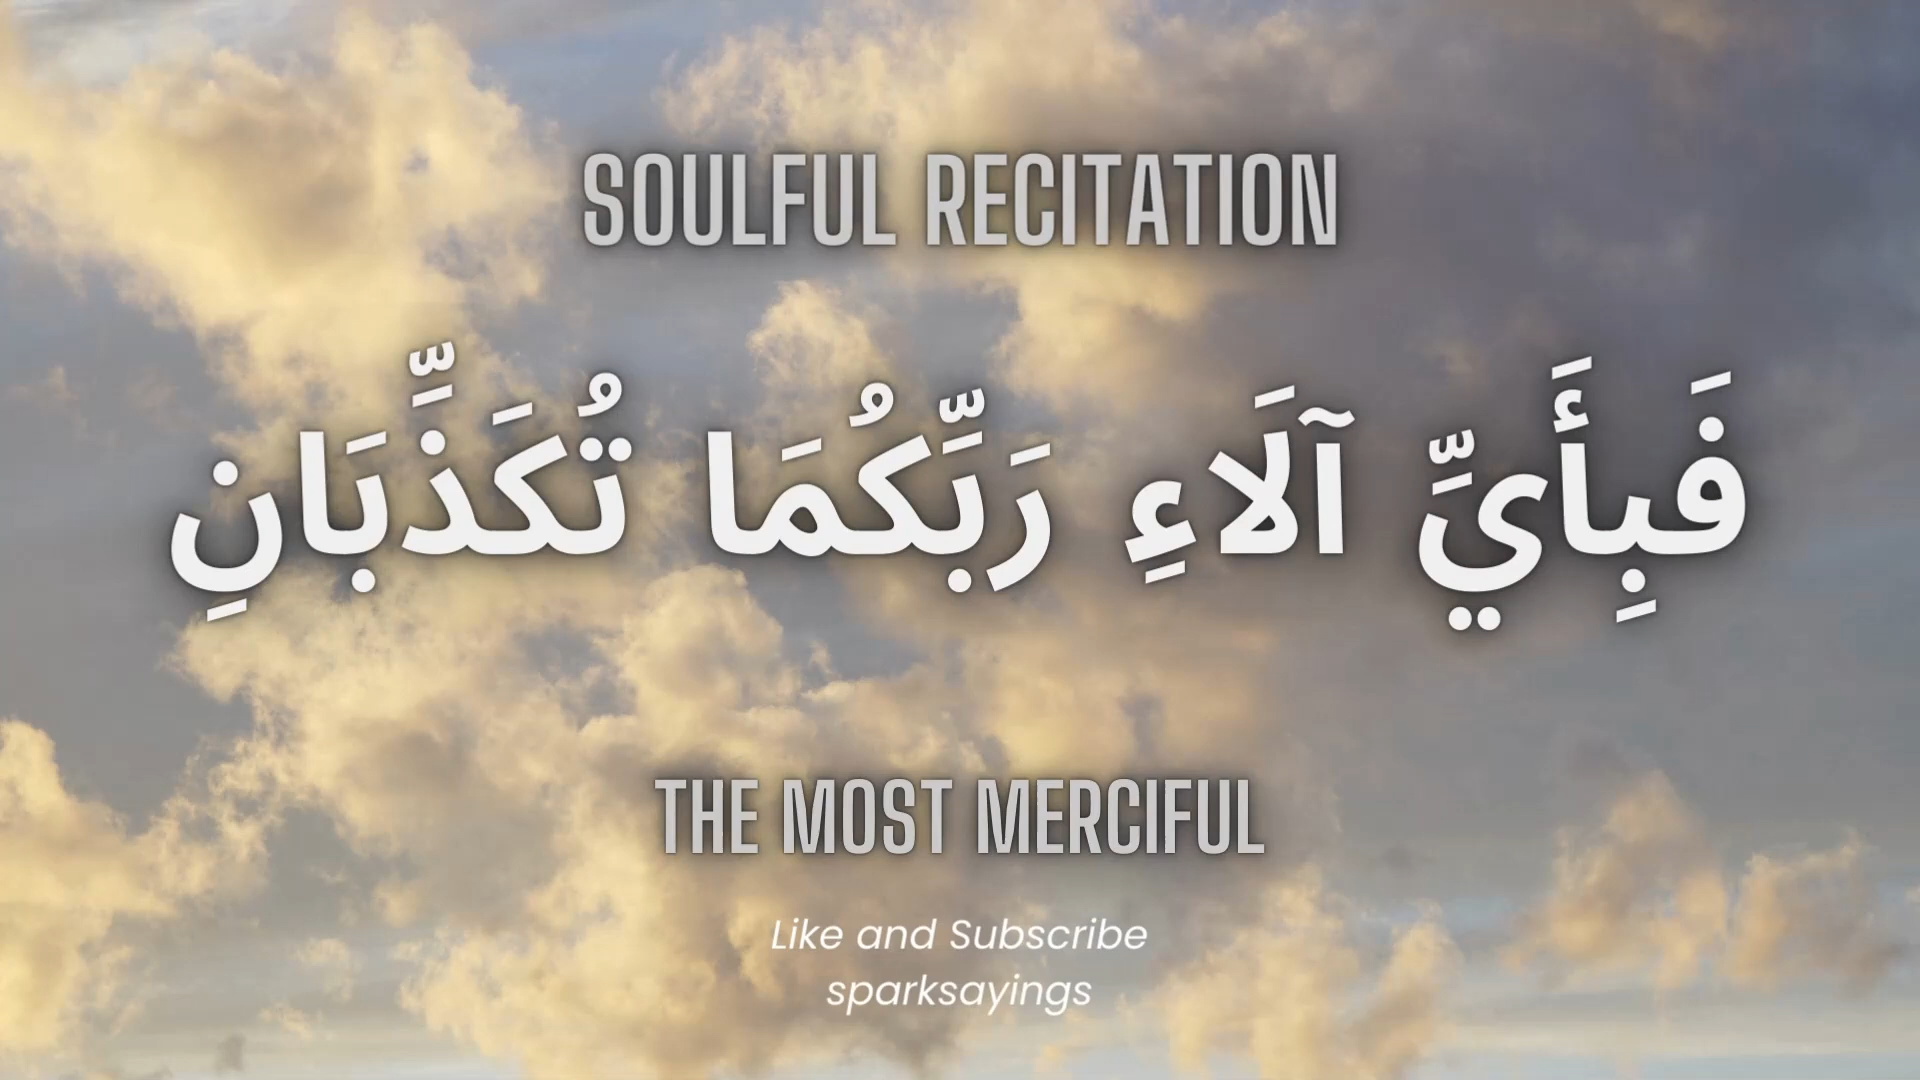 SOULFUL RECITATION
فَبِأَيِّ آلَاءِ رَبِّكُمَا تُكَذِّبَانِ
THE MOST MERCIFUL
Like and Subscribe
sparksayings